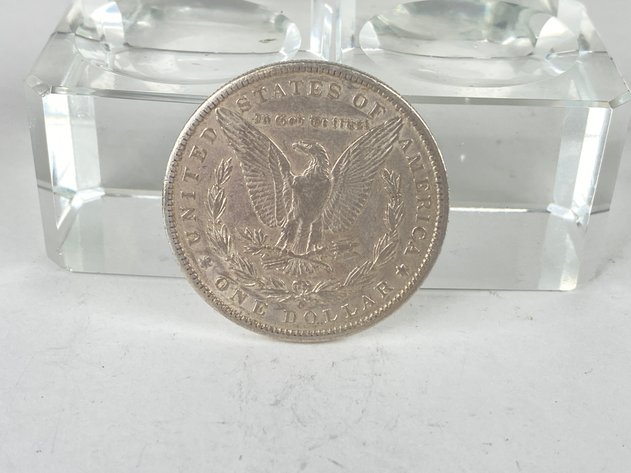 UNITED STATES OF AMERICA
In God We Trust
ONE DOLLAR